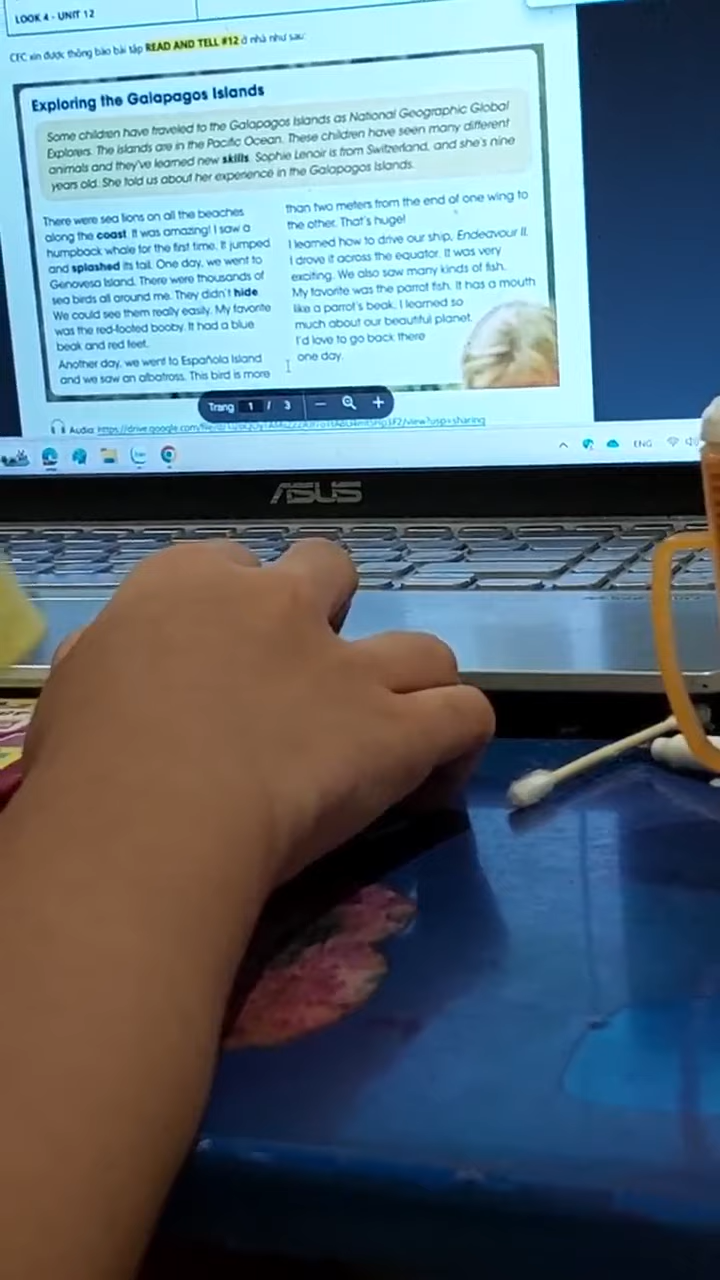 LOOK 4 - UNIT 12
CFC xin được thông báo bài tập READ AND TELL #12 ở nhà như sau:
Exploring the Galapagos Islands
Some children have traveled to the Galapagos Islands as National Geographic Global
Explorers. The islands are in the Pacific Ocean. These children have seen many different
animals and they've learned new skills. Sophie Lenoir is from Switzerland, and she's nine
years old. She told us about her experience in the Galapagos Islands.
There were sea lions on all the beaches
along the coast. It was amazing! I saw a
humpback whale for the first time. It jumped
and splashed its tail. One day, we went to
Genovesa Island. There were thousands of
sea birds all around me. They didn't hide.
We could see them really easily. My favorite
was the red-footed booby. It had a blue
beak and red feet.
Another day, we went to Española Island
and we saw an albatross. This bird is more
than two meters from the end of one wing to
the other. That's huge!
I learned how to drive our ship, Endeavour II.
I drove it across the equator. It was very
exciting. We also saw many kinds of fish.
My favorite was the parrot fish. It has a mouth
like a parrot's beak. I learned so
much about our beautiful planet.
I'd love to go back there
one day.
Trang 1 / 3
Audio: https://drive.google.com/file/d/
ENG
ASUS